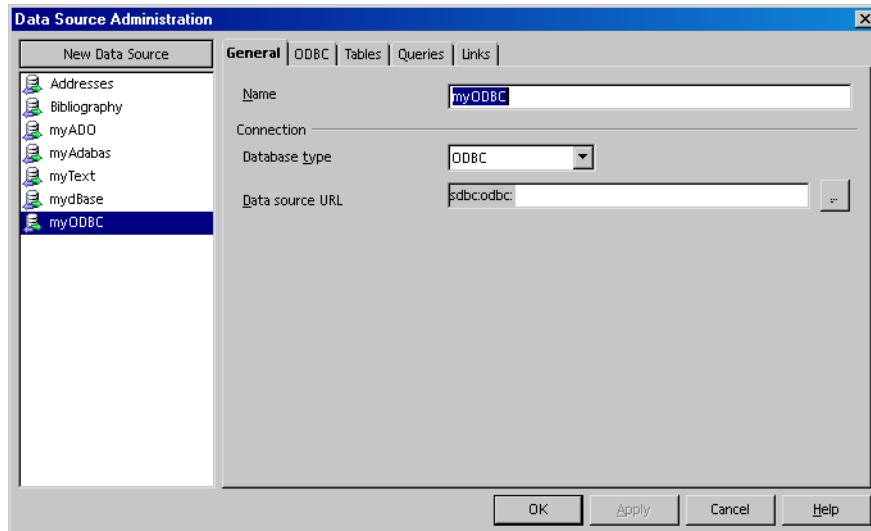 Data Source Administration
New Data Source
Addresses
Bibliography
myADO
myAdabas
myText
mydBase
myODBC
General ODBC Tables Queries Links
Name myODBC
Connection
Database type ODBC
Data source URL sdbc:odbc: ...
OK Apply Cancel Help